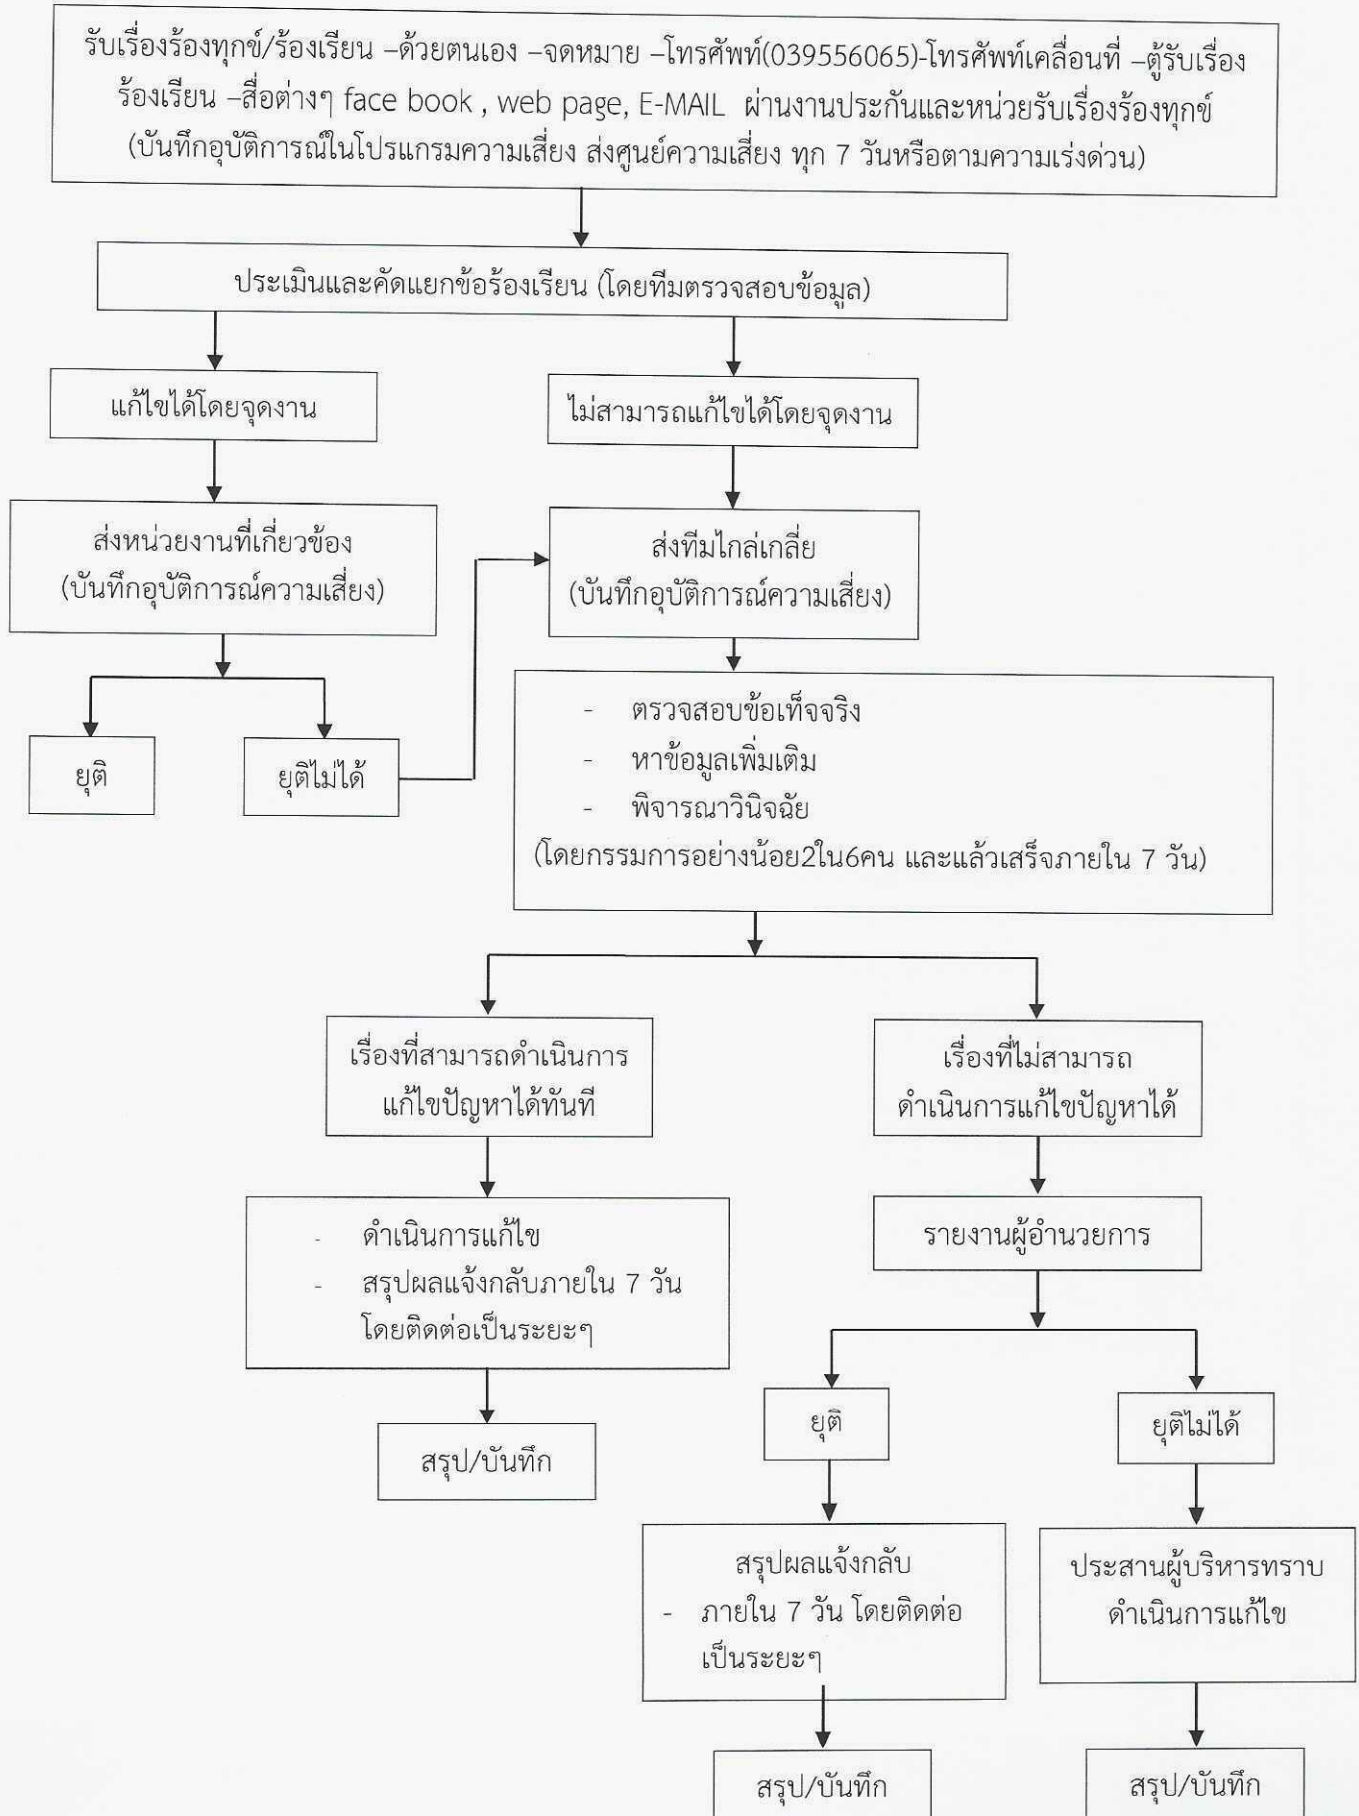 รับเรื่องร้องทุกข์/ร้องเรียน –ด้วยตนเอง –จดหมาย –โทรศัพท์(039556065)-โทรศัพท์เคลื่อนที่ –ตู้รับเรื่อง
ร้องเรียน –สื่อต่างๆ face book , web page, E-MAIL ผ่านงานประกันและหน่วยรับเรื่องร้องทุกข์
(บันทึกอุบัติการณ์ในโปรแกรมความเสี่ยง ส่งศูนย์ความเสี่ยง ทุก 7 วันหรือตามความเร่งด่วน)
ประเมินและคัดแยกข้อร้องเรียน (โดยทีมตรวจสอบข้อมูล)
แก้ไขได้โดยจุดงาน
ไม่สามารถแก้ไขได้โดยจุดงาน
ส่งหน่วยงานที่เกี่ยวข้อง
(บันทึกอุบัติการณ์ความเสี่ยง)
ส่งทีมไกล่เกลี่ย
(บันทึกอุบัติการณ์ความเสี่ยง)
ยุติ
ยุติไม่ได้
- ตรวจสอบข้อเท็จจริง
- หาข้อมูลเพิ่มเติม
- พิจารณาวินิจฉัย
(โดยกรรมการอย่างน้อย2ใน6คน และแล้วเสร็จภายใน 7 วัน)
เรื่องที่สามารถดำเนินการ
แก้ไขปัญหาได้ทันที
เรื่องที่ไม่สามารถ
ดำเนินการแก้ไขปัญหาได้
- ดำเนินการแก้ไข
- สรุปผลแจ้งกลับภายใน 7 วัน
โดยติดต่อเป็นระยะๆ
รายงานผู้อำนวยการ
สรุป/บันทึก
ยุติ
ยุติไม่ได้
สรุปผลแจ้งกลับ
- ภายใน 7 วัน โดยติดต่อ
เป็นระยะๆ
ประสานผู้บริหารทราบ
ดำเนินการแก้ไข
สรุป/บันทึก
สรุป/บันทึก